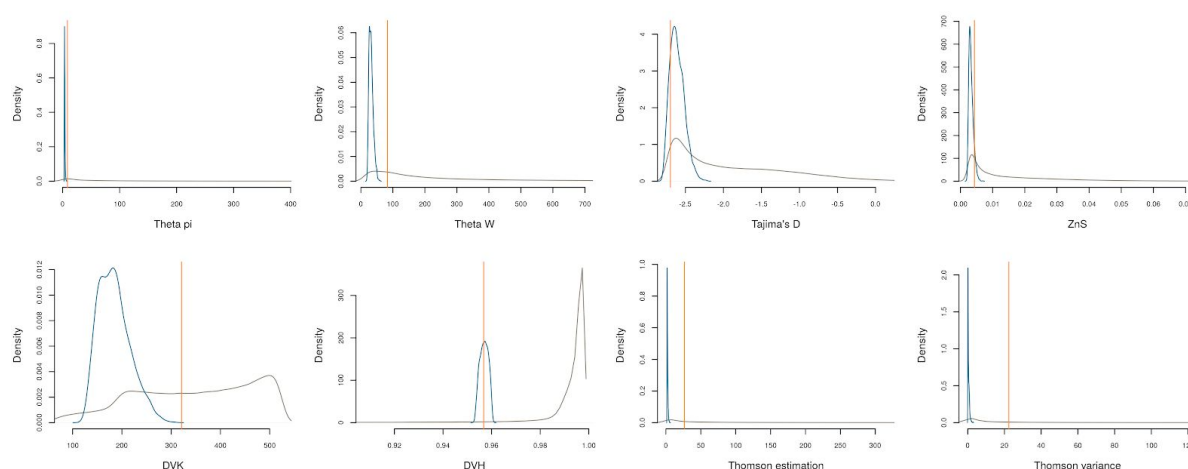 Density
0.0
0.2
0.4
0.6
0.8
0 100 200 300 400
Theta pi
Density
0.00
0.01
0.02
0.03
0.04
0.05
0.06
0 100 200 300 400 500 600 700
Theta W
Density
0
1
2
3
4
-2.5 -2.0 -1.5 -1.0 -0.5 0.0
Tajima's D
Density
0
100
200
300
400
500
600
700
0.00 0.01 0.02 0.03 0.04 0.05 0.06
ZnS
Density
0.000
0.002
0.004
0.006
0.008
0.010
0.012
100 200 300 400 500
DVK
Density
0
100
200
300
0.92 0.94 0.96 0.98 1.00
DVH
Density
0.0
0.2
0.4
0.6
0.8
1.0
0 50 100 150 200 250 300
Thomson estimation
Density
0.0
0.5
1.0
1.5
2.0
0 20 40 60 80 100
Thomson variance